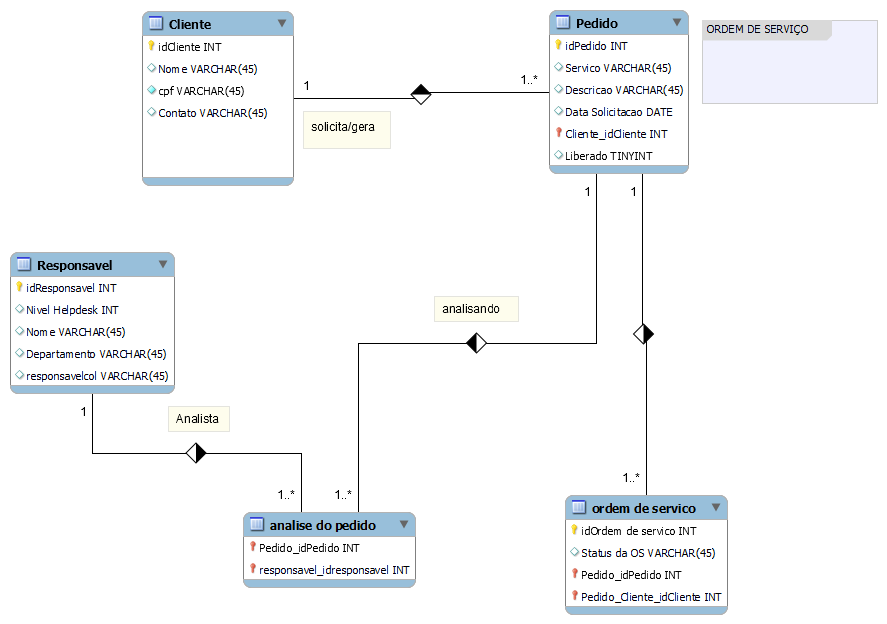 Cliente
idCliente INT
Nome VARCHAR(45)
cpf VARCHAR(45)
Contato VARCHAR(45)
1
1..*
solicita/gera
Pedido
idPedido INT
Servico VARCHAR(45)
Descricao VARCHAR(45)
Data Solicitacao DATE
Cliente_idCliente INT
Liberado TINYINT
ORDEM DE SERVIÇO
1
1
Responsavel
idResponsavel INT
Nivel Helpdesk INT
Nome VARCHAR(45)
Departamento VARCHAR(45)
responsavelcol VARCHAR(45)
analisando
1
Analista
1..*
1..*
1..*
analise do pedido
Pedido_idPedido INT
responsavel_idresponsavel INT
ordem de servico
idOrdem de servico INT
Status da OS VARCHAR(45)
Pedido_idPedido INT
Pedido_Cliente_idCliente INT